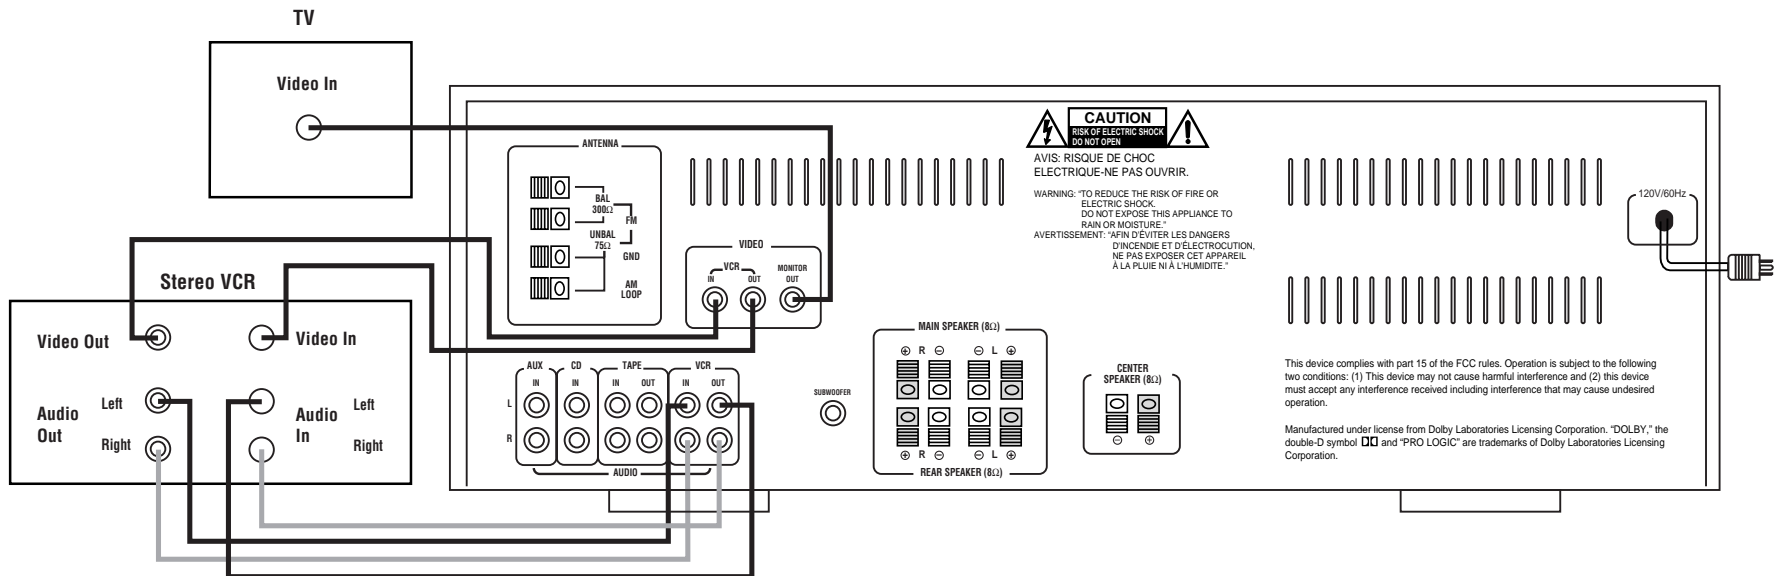 TV
Video In
Stereo VCR
Video Out
Video In
Audio Out
Left
Right
Audio In
Left
Right
ANTENNA
BAL
300Ω
FM
UNBAL
75Ω
GND
AM
LOOP
VIDEO
VCR
IN
OUT
MONITOR
OUT
AUX
CD
TAPE
VCR
IN
IN
IN
OUT
IN
OUT
L
R
AUDIO
SUBWOOFER
MAIN SPEAKER (8Ω)
⊕ R ⊖ ⊖ L ⊕
⊕ R ⊖ ⊖ L ⊕
REAR SPEAKER (8Ω)
CENTER
SPEAKER (8Ω)
⊖ ⊕
CAUTION
RISK OF ELECTRIC SHOCK
DO NOT OPEN
AVIS: RISQUE DE CHOC
ELECTRIQUE-NE PAS OUVRIR.
WARNING: “TO REDUCE THE RISK OF FIRE OR
ELECTRIC SHOCK.
DO NOT EXPOSE THIS APPLIANCE TO
RAIN OR MOISTURE.”
AVERTISSEMENT: “AFIN D’ÉVITER LES DANGERS
D’INCENDIE ET D’ÉLECTROCUTION,
NE PAS EXPOSER CET APPAREIL
À LA PLUIE NI À L’HUMIDITE.”
120V/60Hz
This device complies with part 15 of the FCC rules. Operation is subject to the following
two conditions: (1) This device may not cause harmful interference and (2) this device
must accept any interference received including interference that may cause undesired
operation.
Manufactured under license from Dolby Laboratories Licensing Corporation. “DOLBY,” the
double-D symbol and “PRO LOGIC” are trademarks of Dolby Laboratories Licensing
Corporation.